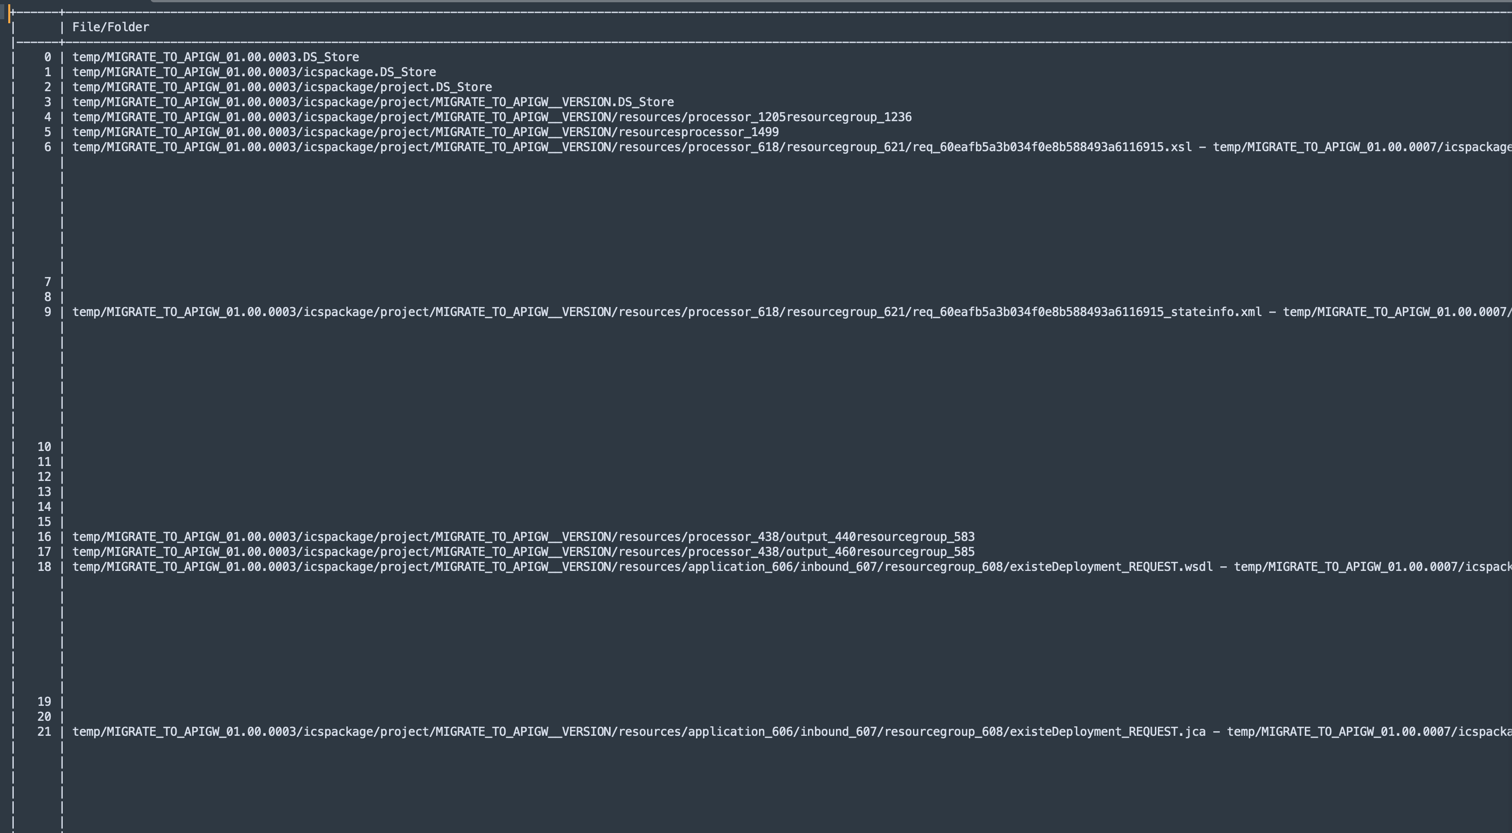 File/Folder
0 | temp/MIGRATE_TO_APIGW_01.00.0003.DS_Store
1 | temp/MIGRATE_TO_APIGW_01.00.0003/icspackage.DS_Store
2 | temp/MIGRATE_TO_APIGW_01.00.0003/icspackage/project.DS_Store
3 | temp/MIGRATE_TO_APIGW_01.00.0003/icspackage/project/MIGRATE_TO_APIGW__VERSION.DS_Store
4 | temp/MIGRATE_TO_APIGW_01.00.0003/icspackage/project/MIGRATE_TO_APIGW__VERSION/resources/processor_1205resourcegroup_1236
5 | temp/MIGRATE_TO_APIGW_01.00.0003/icspackage/project/MIGRATE_TO_APIGW__VERSION/resourcesprocessor_1499
6 | temp/MIGRATE_TO_APIGW_01.00.0003/icspackage/project/MIGRATE_TO_APIGW__VERSION/resources/processor_618/resourcegroup_621/req_60eafb5a3b034f0e8b588493a6116915.xsl - temp/MIGRATE_TO_APIGW_01.00.0007/icspackage
7 |
8 |
9 | temp/MIGRATE_TO_APIGW_01.00.0003/icspackage/project/MIGRATE_TO_APIGW__VERSION/resources/processor_618/resourcegroup_621/req_60eafb5a3b034f0e8b588493a6116915_stateinfo.xml - temp/MIGRATE_TO_APIGW_01.00.0007/
10 |
11 |
12 |
13 |
14 |
15 |
16 | temp/MIGRATE_TO_APIGW_01.00.0003/icspackage/project/MIGRATE_TO_APIGW__VERSION/resources/processor_438/output_440resourcegroup_583
17 | temp/MIGRATE_TO_APIGW_01.00.0003/icspackage/project/MIGRATE_TO_APIGW__VERSION/resources/processor_438/output_460resourcegroup_585
18 | temp/MIGRATE_TO_APIGW_01.00.0003/icspackage/project/MIGRATE_TO_APIGW__VERSION/resources/application_606/inbound_607/resourcegroup_608/existeDeployment_REQUEST.wsdl - temp/MIGRATE_TO_APIGW_01.00.0007/icspack
19 |
20 |
21 | temp/MIGRATE_TO_APIGW_01.00.0003/icspackage/project/MIGRATE_TO_APIGW__VERSION/resources/application_606/inbound_607/resourcegroup_608/existeDeployment_REQUEST.jca - temp/MIGRATE_TO_APIGW_01.00.0007/icspacka